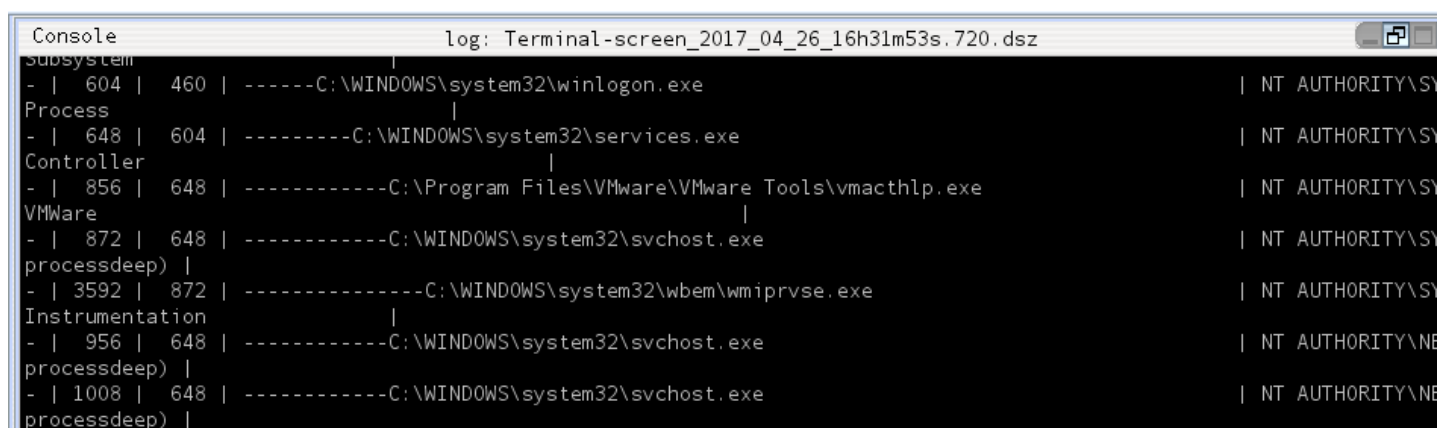 Console log: Terminal-screen_2017_04_26_16h31m53s.720.dsz
Subsystem |
- | 604 | 460 | ------C:\WINDOWS\system32\winlogon.exe | NT AUTHORITY\SY
Process |
- | 648 | 604 | ---------C:\WINDOWS\system32\services.exe | NT AUTHORITY\SY
Controller |
- | 856 | 648 | ------------C:\Program Files\VMware\VMware Tools\vmacthlp.exe | NT AUTHORITY\SY
VMWare |
- | 872 | 648 | ------------C:\WINDOWS\system32\svchost.exe | NT AUTHORITY\SY
processdeep) |
- | 3592 | 872 | ---------------C:\WINDOWS\system32\wbem\wmiprvse.exe | NT AUTHORITY\SY
Instrumentation |
- | 956 | 648 | ------------C:\WINDOWS\system32\svchost.exe | NT AUTHORITY\NE
processdeep) |
- | 1008 | 648 | ------------C:\WINDOWS\system32\svchost.exe | NT AUTHORITY\NE
processdeep) |